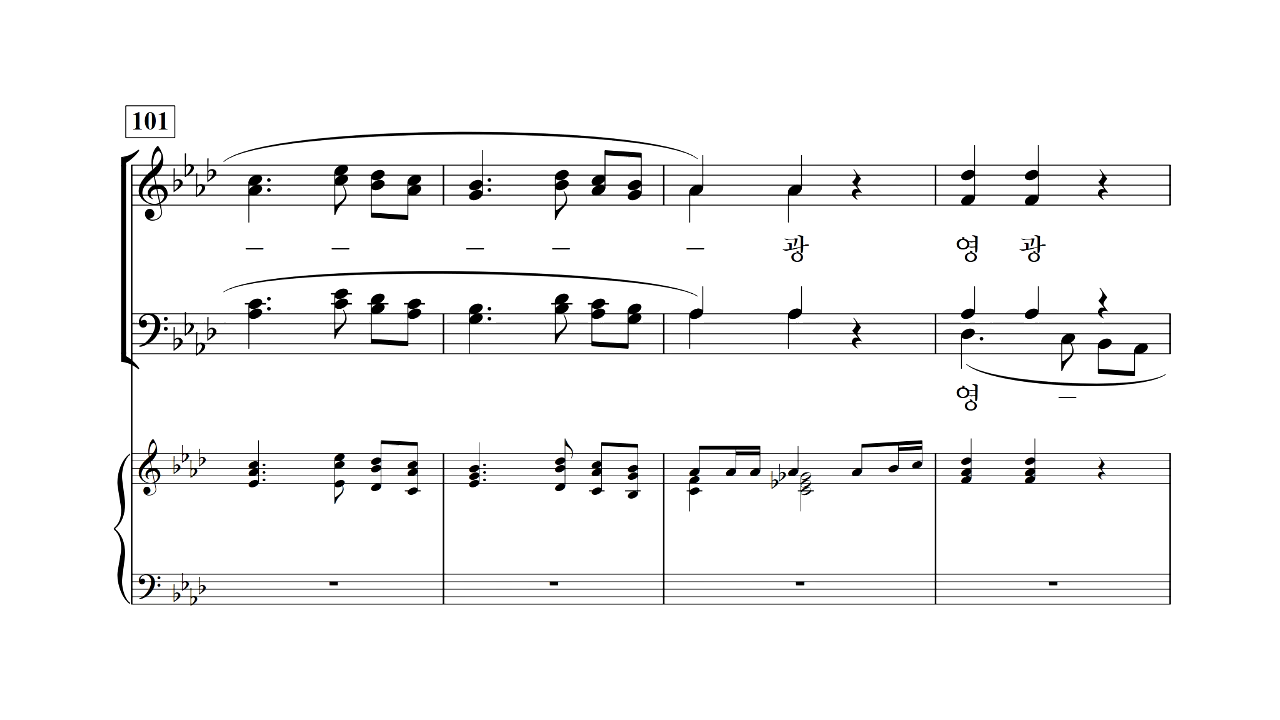 101
– – – – – 광 영 광
영 –